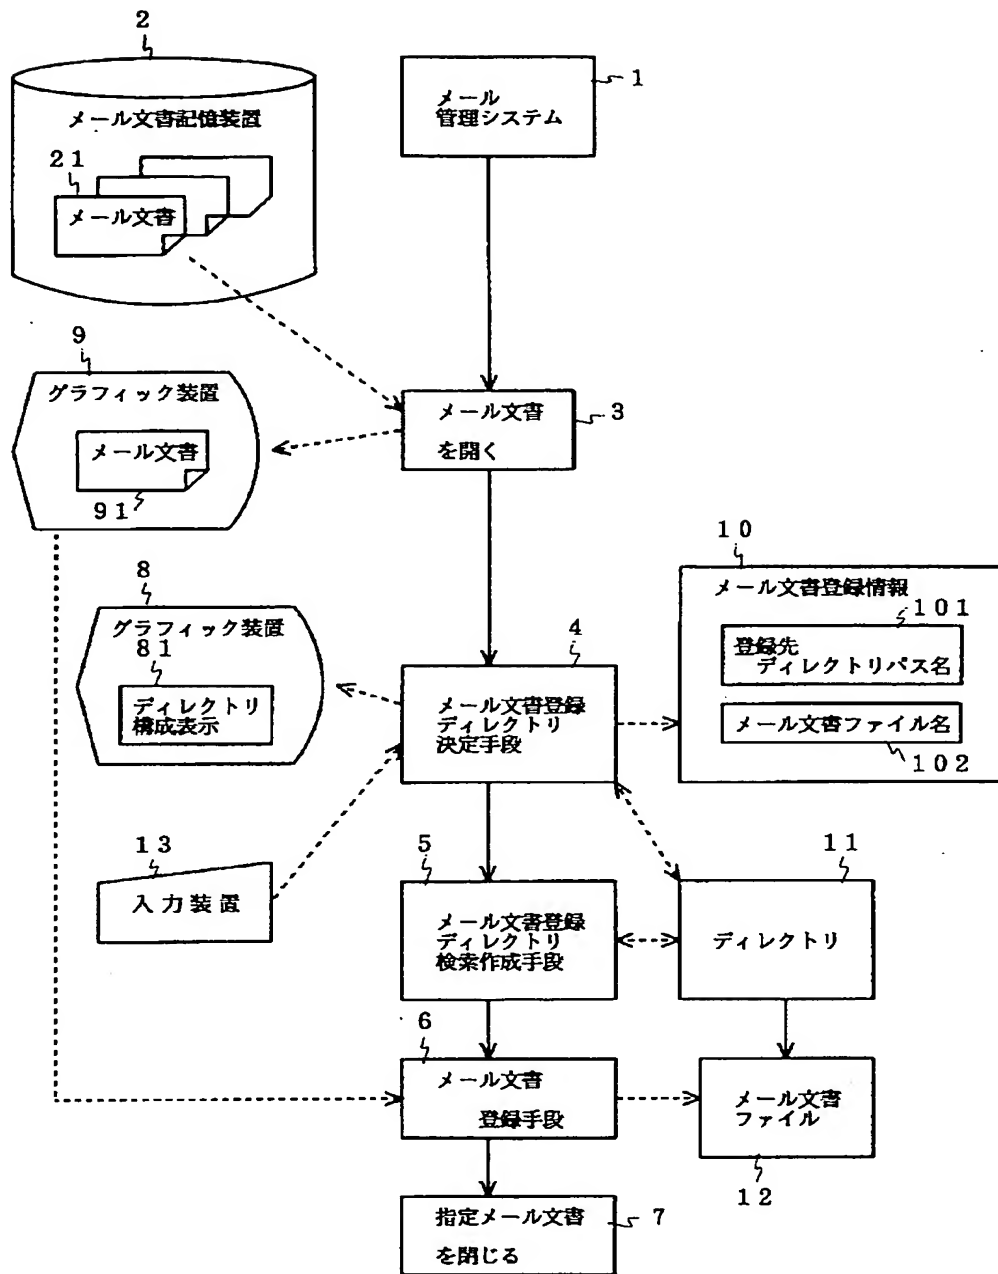 2
メール文書記憶装置
21
メール文書
1
メール
管理システム
9
グラフィック装置
メール文書
91
メール文書
を開く
3
10
メール文書登録情報
101
登録先
ディレクトリパス名
メール文書ファイル名
102
8
グラフィック装置
81
ディレクトリ
構成表示
4
メール文書登録
ディレクトリ
決定手段
13
入力装置
5
メール文書登録
ディレクトリ
検索作成手段
11
ディレクトリ
6
メール文書
登録手段
メール文書
ファイル
12
指定メール文書
を閉じる
7